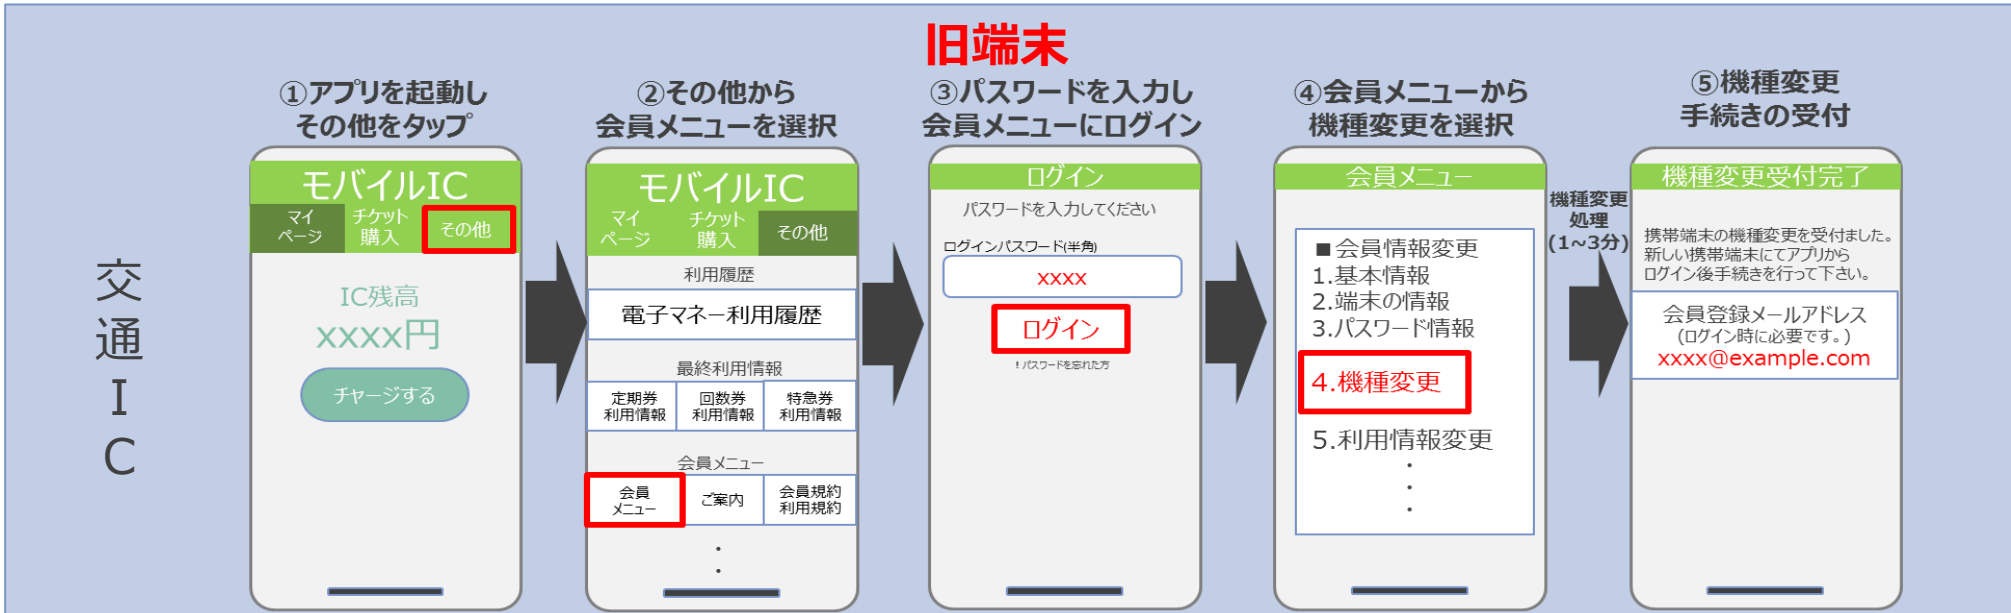 旧端末
交通IC
①アプリを起動し
その他をタップ
モバイルIC
マイ
ページ
チケット
購入
その他
IC残高
xxxx円
チャージする
②その他から
会員メニューを選択
モバイルIC
マイ
ページ
チケット
購入
その他
利用履歴
電子マネー利用履歴
最終利用情報
定期券
利用情報
回数券
利用情報
特急券
利用情報
会員メニュー
会員
メニュー
ご案内
会員規約
利用規約
・
・
③パスワードを入力し
会員メニューにログイン
ログイン
パスワードを入力してください
ログインパスワード(半角)
xxxx
ログイン
！パスワードを忘れた方
④会員メニューから
機種変更を選択
会員メニュー
■会員情報変更
1.基本情報
2.端末の情報
3.パスワード情報
4.機種変更
5.利用情報変更
・
・
・
機種変更
処理
(1~3分)
⑤機種変更
手続きの受付
機種変更受付完了
携帯端末の機種変更を受付ました。
新しい携帯端末にてアプリから
ログイン後手続きを行って下さい。
会員登録メールアドレス
(ログイン時に必要です。)
xxxx@example.com